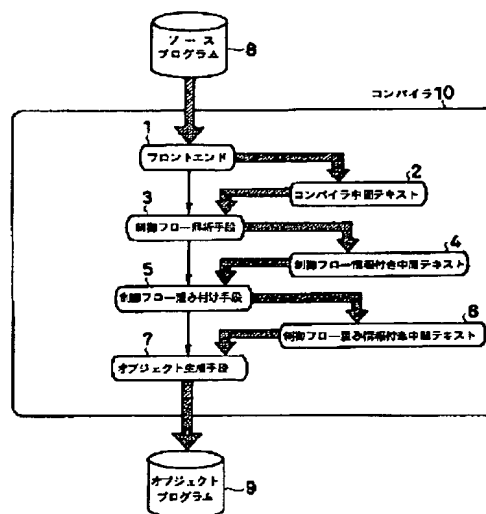 ソース
プログラム
8
コンパイラ 10
1
フロントエンド
2
コンパイラ中間テキスト
3
制御フロー解析手段
4
制御フロー情報付き中間テキスト
5
制御フロー重み付け手段
6
制御フロー重み情報付き中間テキスト
7
オブジェクト生成手段
オブジェクト
プログラム
9